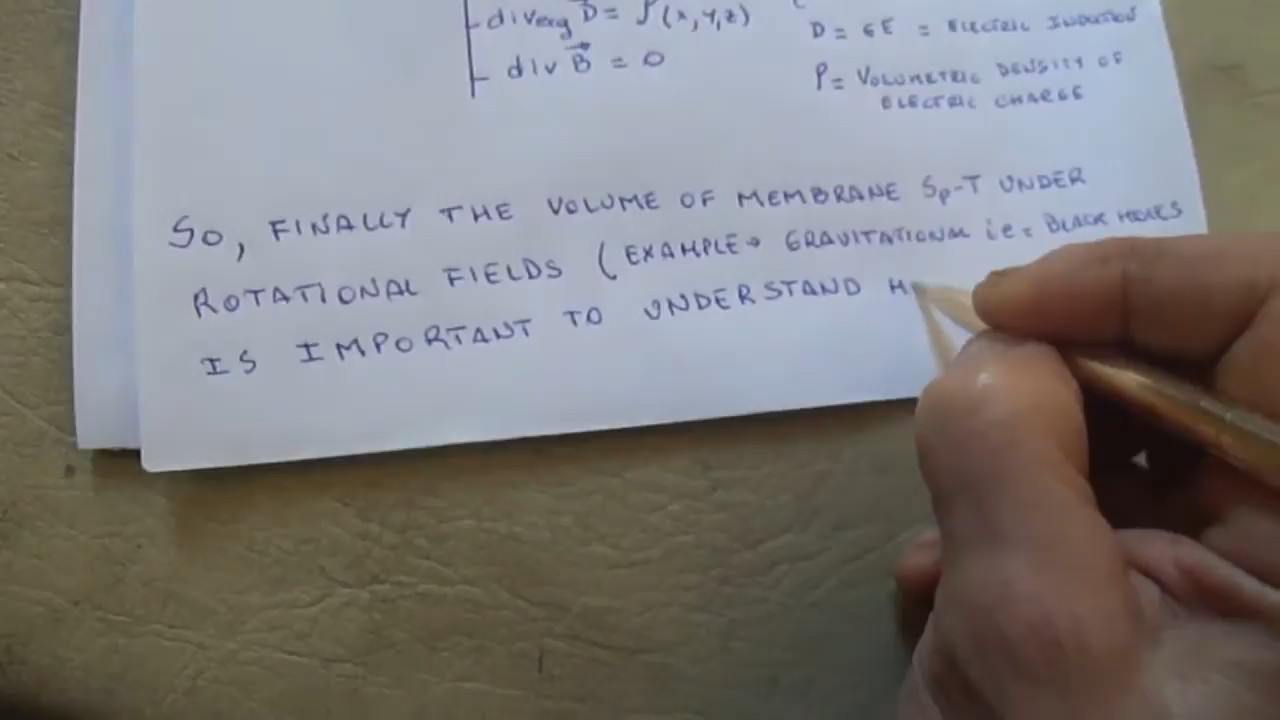 diverg D = ρ(x,y,z)
div B = 0
D = εE = ELECTRIC INDUCTION
ρ = VOLUMETRIC DENSITY OF
ELECTRIC CHARGE
SO, FINALLY THE VOLUME OF MEMBRANE Sp-T UNDER
ROTATIONAL FIELDS (EXAMPLE → GRAVITATIONAL ie= BLACK HOLES
IS IMPORTANT TO UNDERSTAND H